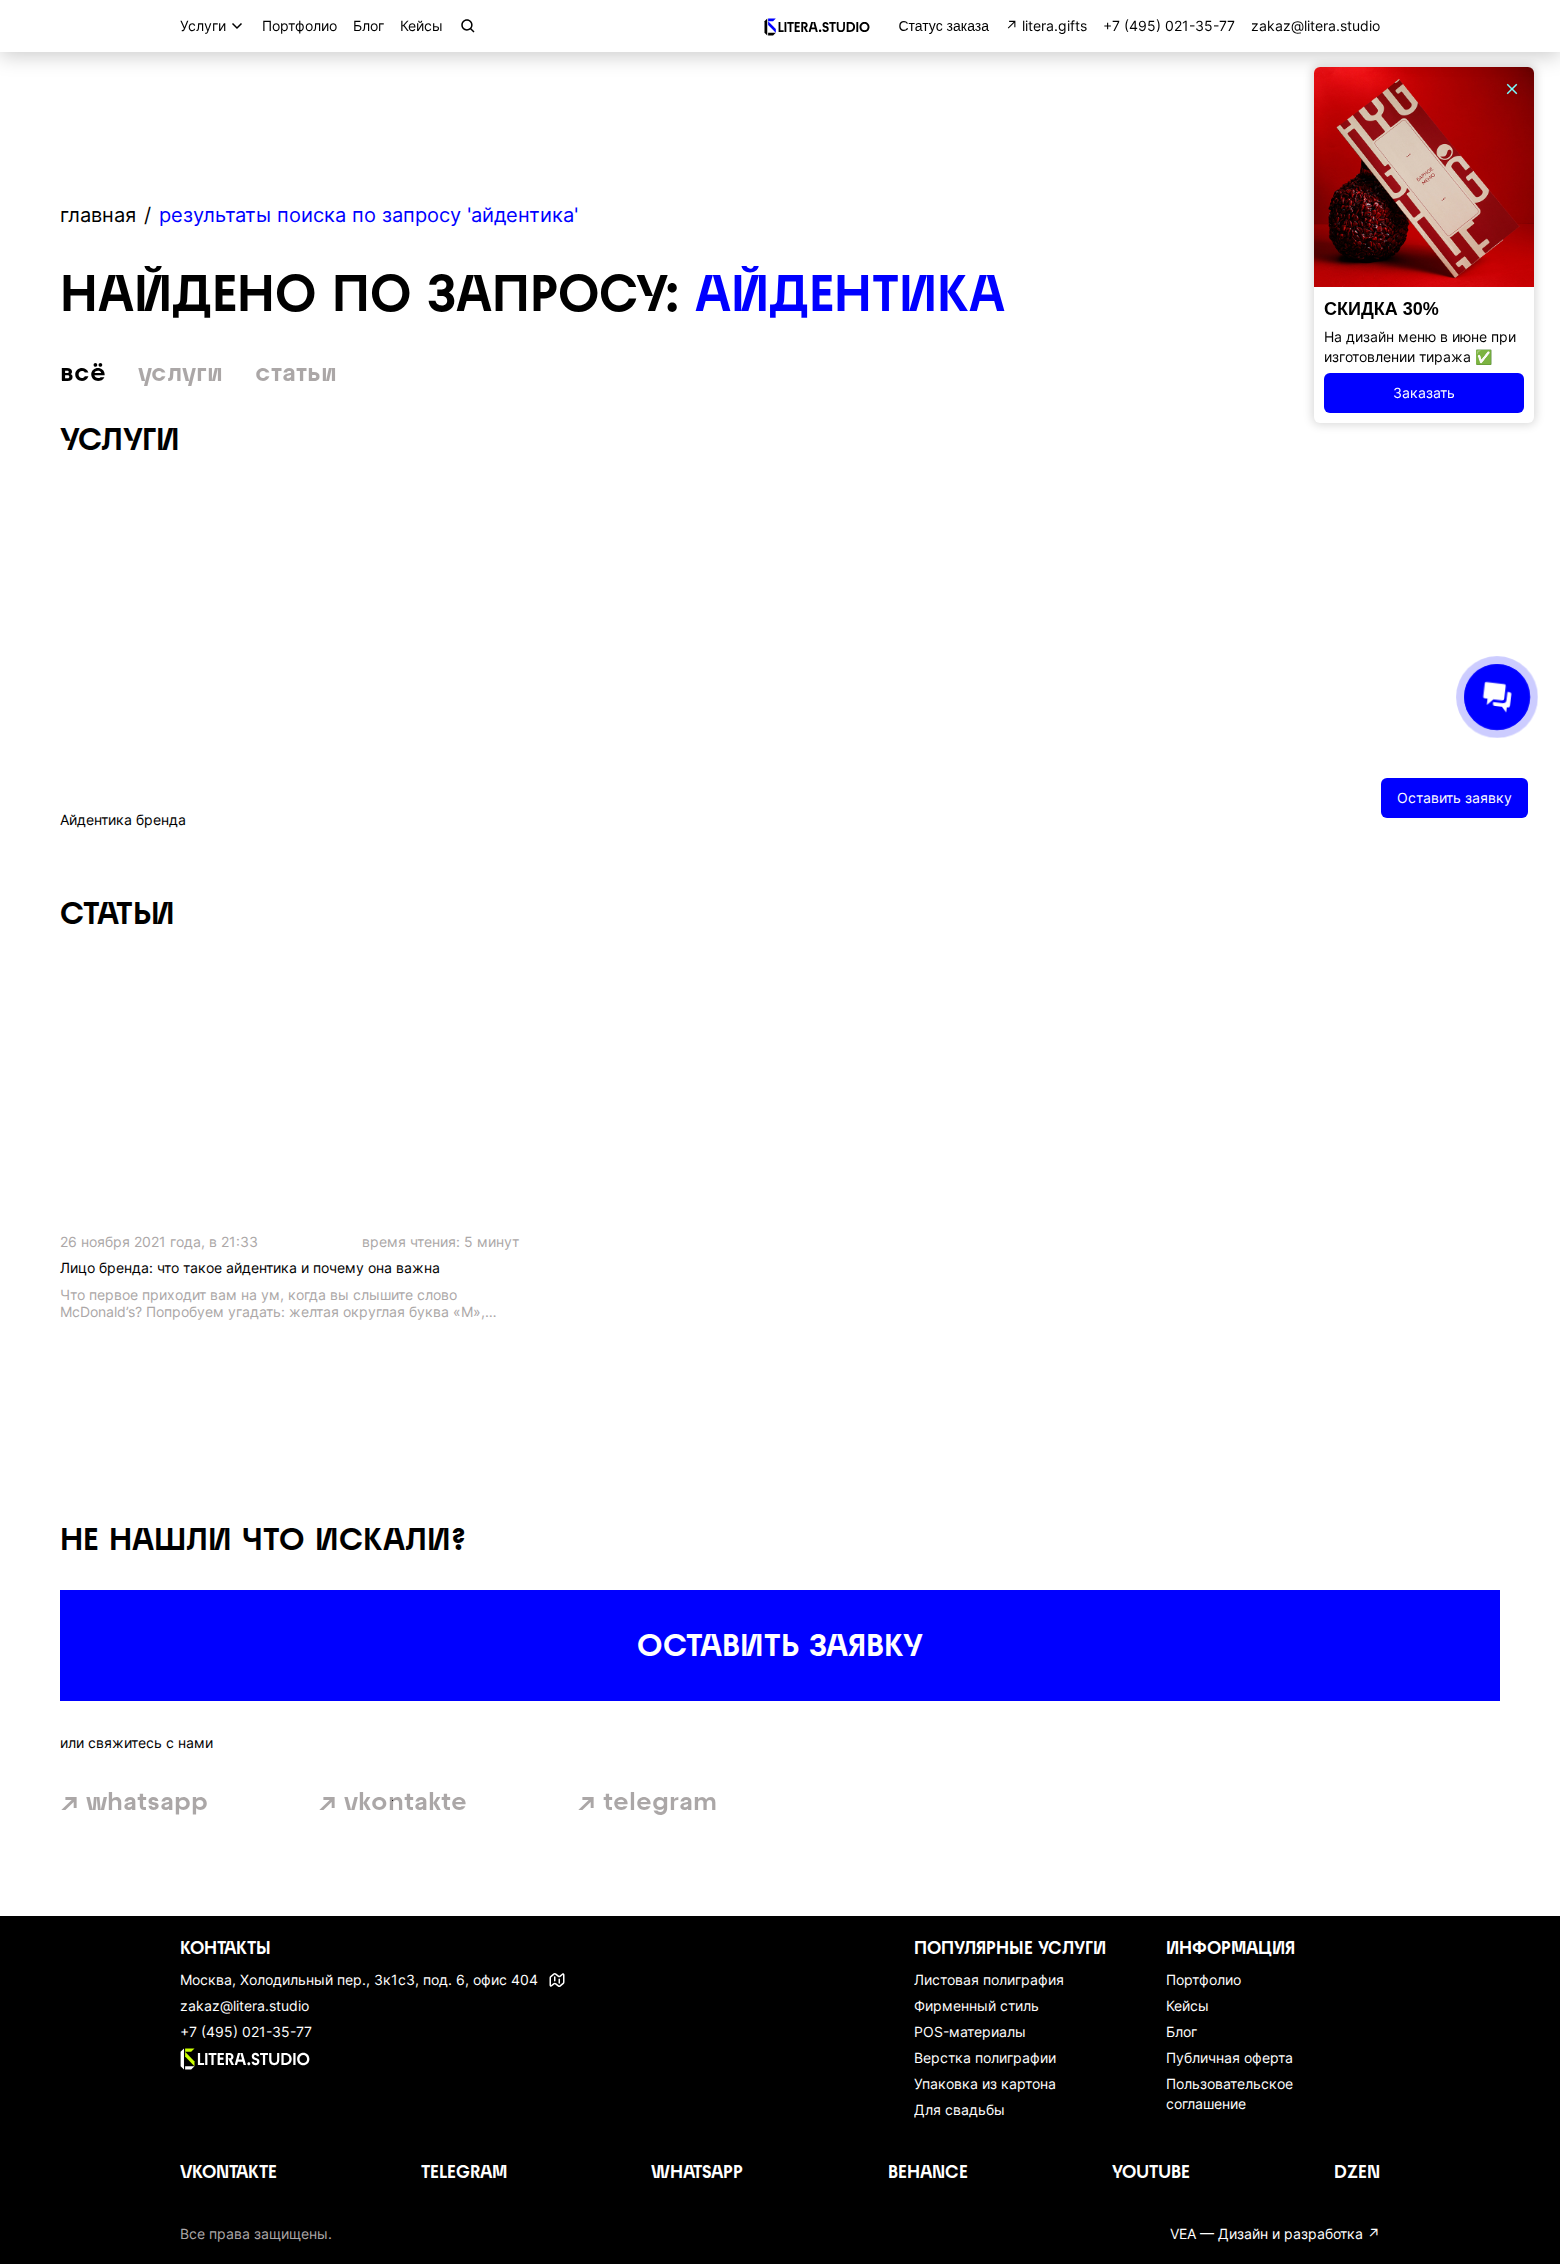 Услуги Портфолио Блог Кейсы LITERA.STUDIO Статус заказа ↗ litera.gifts +7 (495) 021-35-77 zakaz@litera.studio
HYGGE
БАРНОЕ
МЕНЮ
СКИДКА 30%
На дизайн меню в июне при
изготовлении тиража ✅
Заказать
главная / результаты поиска по запросу 'айдентика'
НАЙДЕНО ПО ЗАПРОСУ: АЙДЕНТИКА
всё услуги статьи
УСЛУГИ
Оставить заявку
Айдентика бренда
СТАТЬИ
26 ноября 2021 года, в 21:33 время чтения: 5 минут
Лицо бренда: что такое айдентика и почему она важна
Что первое приходит вам на ум, когда вы слышите слово
McDonald’s? Попробуем угадать: желтая округлая буква «М»,...
НЕ НАШЛИ ЧТО ИСКАЛИ?
ОСТАВИТЬ ЗАЯВКУ
или свяжитесь с нами
↗ whatsapp ↗ vkontakte ↗ telegram
КОНТАКТЫ
Москва, Холодильный пер., 3к1с3, под. 6, офис 404
zakaz@litera.studio
+7 (495) 021-35-77
LITERA.STUDIO
ПОПУЛЯРНЫЕ УСЛУГИ
Листовая полиграфия
Фирменный стиль
POS-материалы
Верстка полиграфии
Упаковка из картона
Для свадьбы
ИНФОРМАЦИЯ
Портфолио
Кейсы
Блог
Публичная оферта
Пользовательское
соглашение
VKONTAKTE TELEGRAM WHATSAPP BEHANCE YOUTUBE DZEN
Все права защищены. VEA — Дизайн и разработка ↗